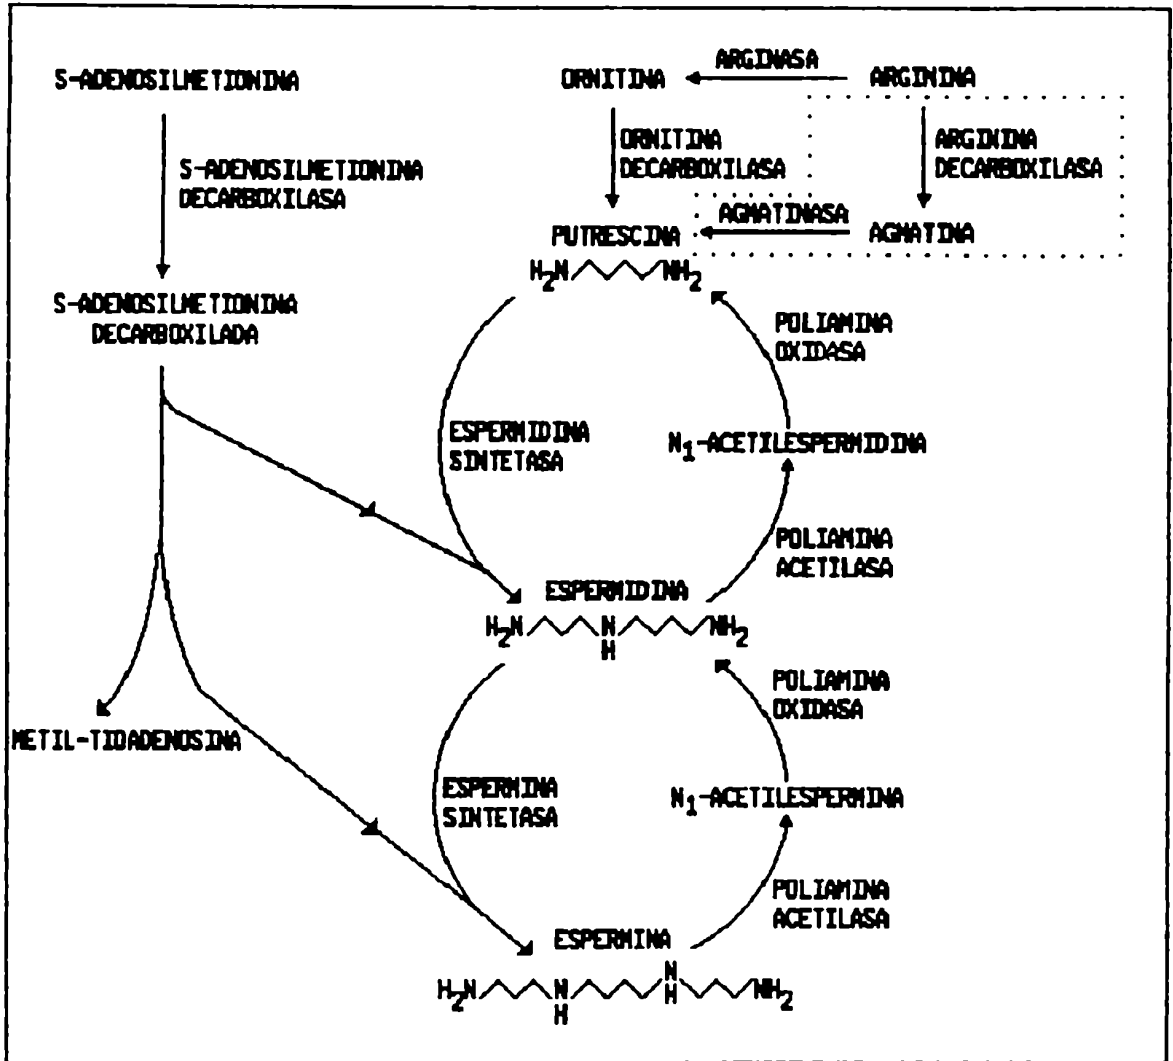 S-ADENOSILMETIONINA
ORNITINA
ARGINASA
ARGININA
S-ADENOSILMETIONINA
DECARBOXILASA
ORNITINA
DECARBOXILASA
ARGININA
DECARBOXILASA
PUTRESCINA
AGMATINASA
AGMATINA
H2N NH2
S-ADENOSILMETIONINA
DECARBOXILADA
POLIAMINA
OXIDASA
ESPERMIDINA
SINTETASA
N1-ACETILESPERMIDINA
POLIAMINA
ACETILASA
ESPERMIDINA
H2N N NH2
H
POLIAMINA
OXIDASA
METIL-TIOADENOSINA
ESPERMINA
SINTETASA
N1-ACETILESPERMINA
POLIAMINA
ACETILASA
ESPERMINA
H2N N N NH2
H H